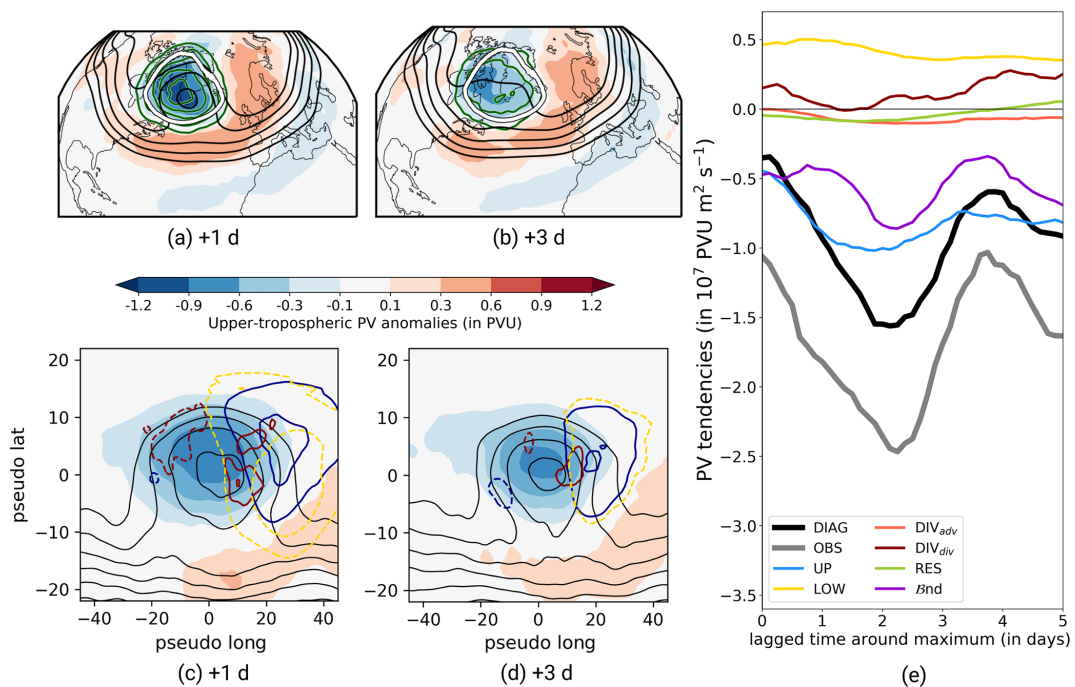 (a) +1 d
(b) +3 d
-1.2 -0.9 -0.6 -0.3 -0.1 0.1 0.3 0.6 0.9 1.2
Upper-tropospheric PV anomalies (in PVU)
pseudo lat
20
10
0
−10
−20
−40 −20 0 20 40
pseudo long
(c) +1 d
20
10
0
−10
−20
−40 −20 0 20 40
pseudo long
(d) +3 d
PV tendencies (in 10⁷ PVU m² s⁻¹)
0.5
0.0
−0.5
−1.0
−1.5
−2.0
−2.5
−3.0
−3.5
DIAG
OBS
UP
LOW
DIV_adv
DIV_div
RES
ℬnd
0 1 2 3 4 5
lagged time around maximum (in days)
(e)